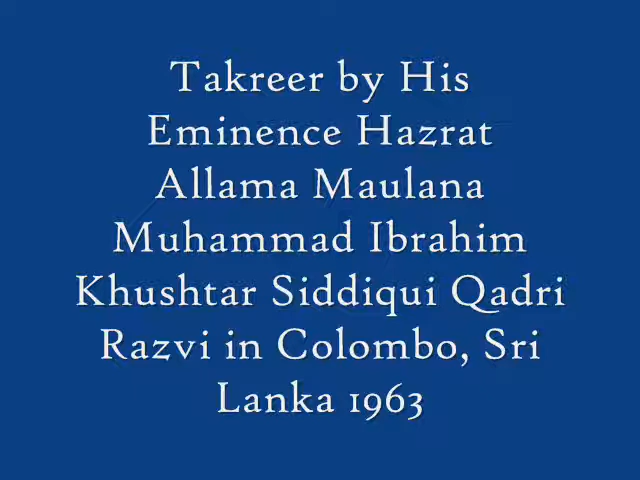 Takreer by His
Eminence Hazrat
Allama Maulana
Muhammad Ibrahim
Khushtar Siddiqui Qadri
Razvi in Colombo, Sri
Lanka 1963